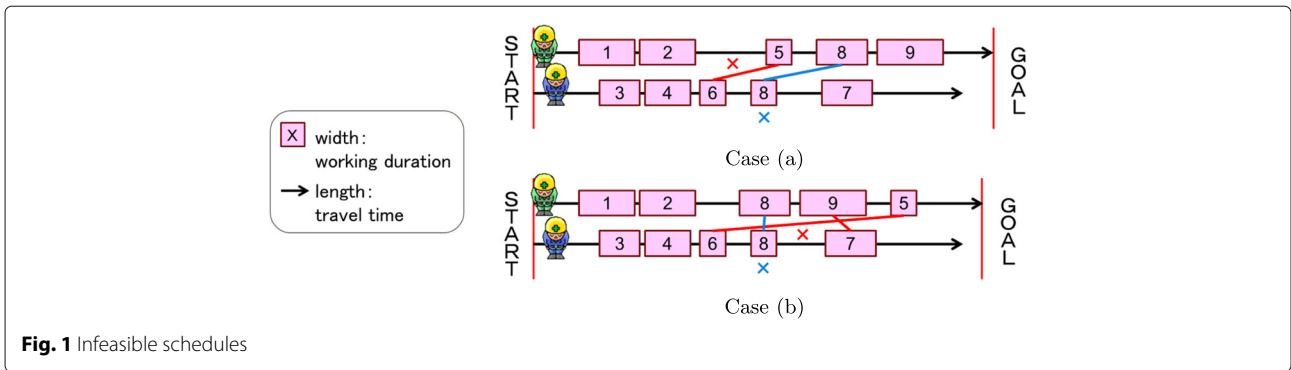 START
1 2 5 8 9
3 4 6 8 7
GOAL
Case (a)
X width:
working duration
length:
travel time
START
1 2 8 9 5
3 4 6 8 7
GOAL
Case (b)
Fig. 1 Infeasible schedules